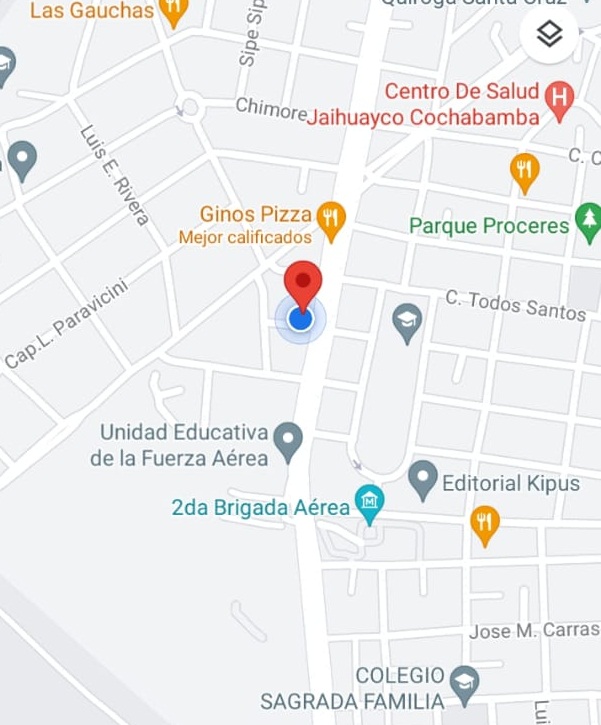 Quiroga Santa Cruz
Las Gauchas
Sipe Sip
Centro De Salud
Jaihuayco Cochabamba
H
Chimore
Luis E. Rivera
C. C
Ginos Pizza
Mejor calificados
Parque Proceres
Cap.L. Paravicini
C. Todos Santos
Unidad Educativa
de la Fuerza Aérea
Editorial Kipus
2da Brigada Aérea
M
Jose M. Carras
COLEGIO
SAGRADA FAMILIA
Lui